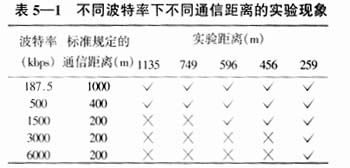 表 5—1 不同波特率下不同通信距离的实验现象
波特率 标准规定的 实验距离(m)
(kbps) 通信距离(m) 1135 749 596 456 259
187.5 1000 ✓ ✓ ✓ ✓ ✓
500 400 ✓ ✓ ✓ ✓ ✓
1500 200 × × ✓ ✓ ✓
3000 200 × × × × ✓
6000 200 × × × × ✓